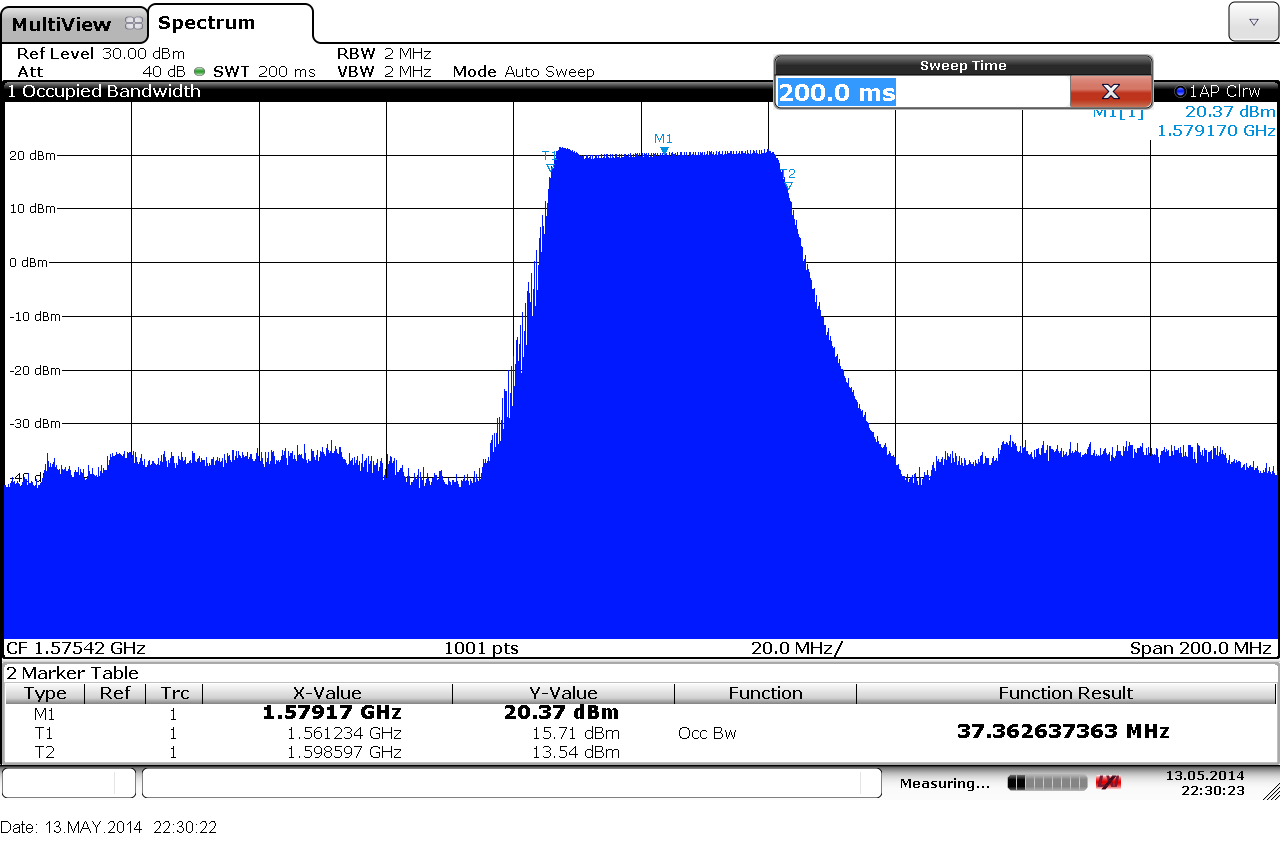 MultiView Spectrum
Ref Level 30.00 dBm RBW 2 MHz
Att 40 dB SWT 200 ms VBW 2 MHz Mode Auto Sweep
Sweep Time
200.0 ms X
1 Occupied Bandwidth 1AP Clrw
M1[1] 20.37 dBm
1.579170 GHz
M1
T1
T2
20 dBm
10 dBm
0 dBm
-10 dBm
-20 dBm
-30 dBm
-40 d
CF 1.57542 GHz 1001 pts 20.0 MHz/ Span 200.0 MHz
2 Marker Table
Type Ref Trc X-Value Y-Value Function Function Result
M1 1 1.57917 GHz 20.37 dBm
T1 1 1.561234 GHz 15.71 dBm Occ Bw 37.362637363 MHz
T2 1 1.598597 GHz 13.54 dBm
Measuring... 13.05.2014
22:30:23
Date: 13.MAY.2014 22:30:22